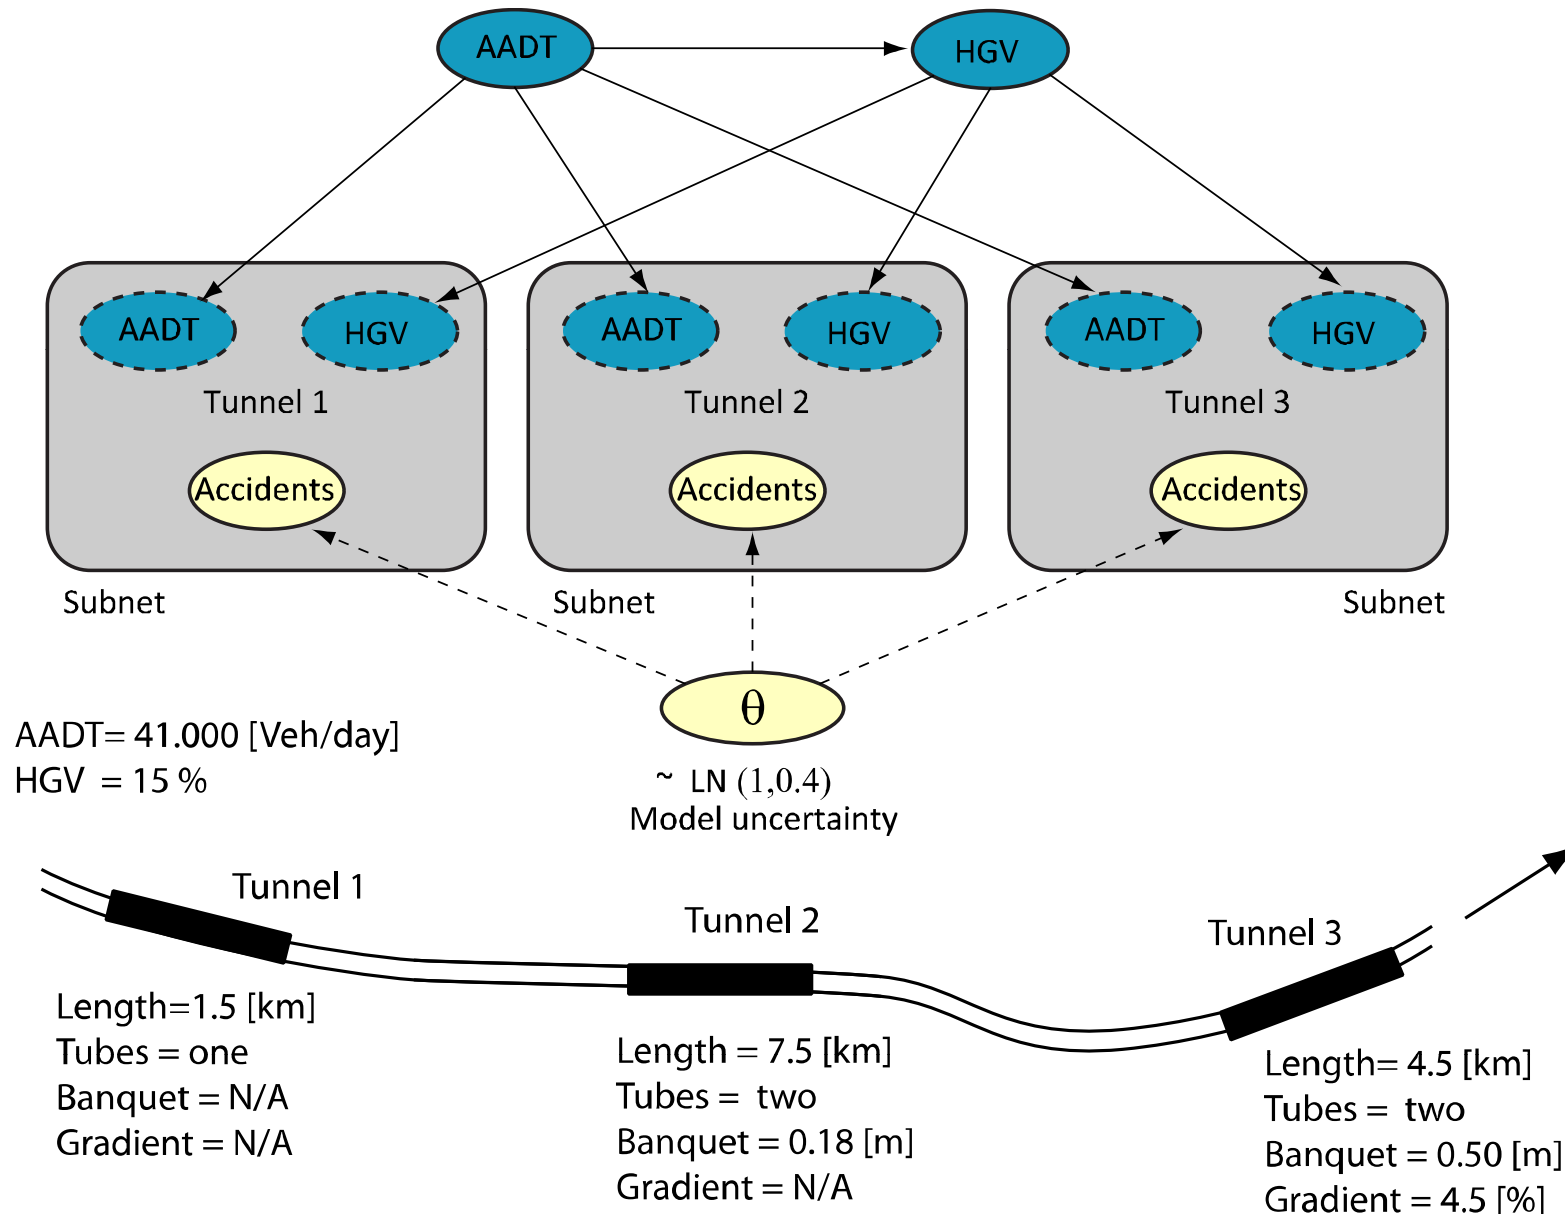 AADT
HGV
AADT
HGV
Tunnel 1
Accidents
Subnet
AADT
HGV
Tunnel 2
Accidents
Subnet
AADT
HGV
Tunnel 3
Accidents
Subnet
θ
~ LN (1,0.4)
Model uncertainty
AADT= 41.000 [Veh/day]
HGV = 15 %
Tunnel 1
Length=1.5 [km]
Tubes = one
Banquet = N/A
Gradient = N/A
Tunnel 2
Length = 7.5 [km]
Tubes = two
Banquet = 0.18 [m]
Gradient = N/A
Tunnel 3
Length= 4.5 [km]
Tubes = two
Banquet = 0.50 [m]
Gradient = 4.5 [%]